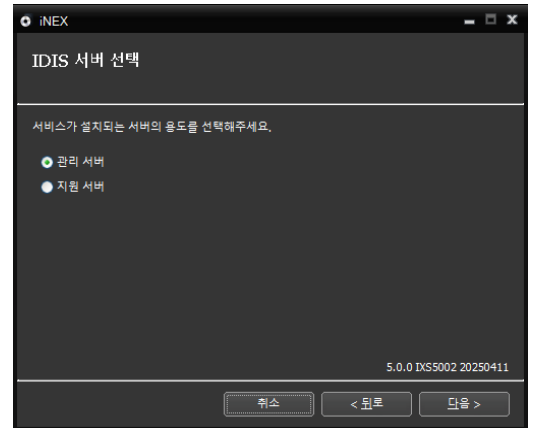 iNEX
IDIS 서버 선택
서비스가 설치되는 서버의 용도를 선택해주세요.
관리 서버
지원 서버
5.0.0 IXS5002 20250411
취소
< 뒤로
다음 >